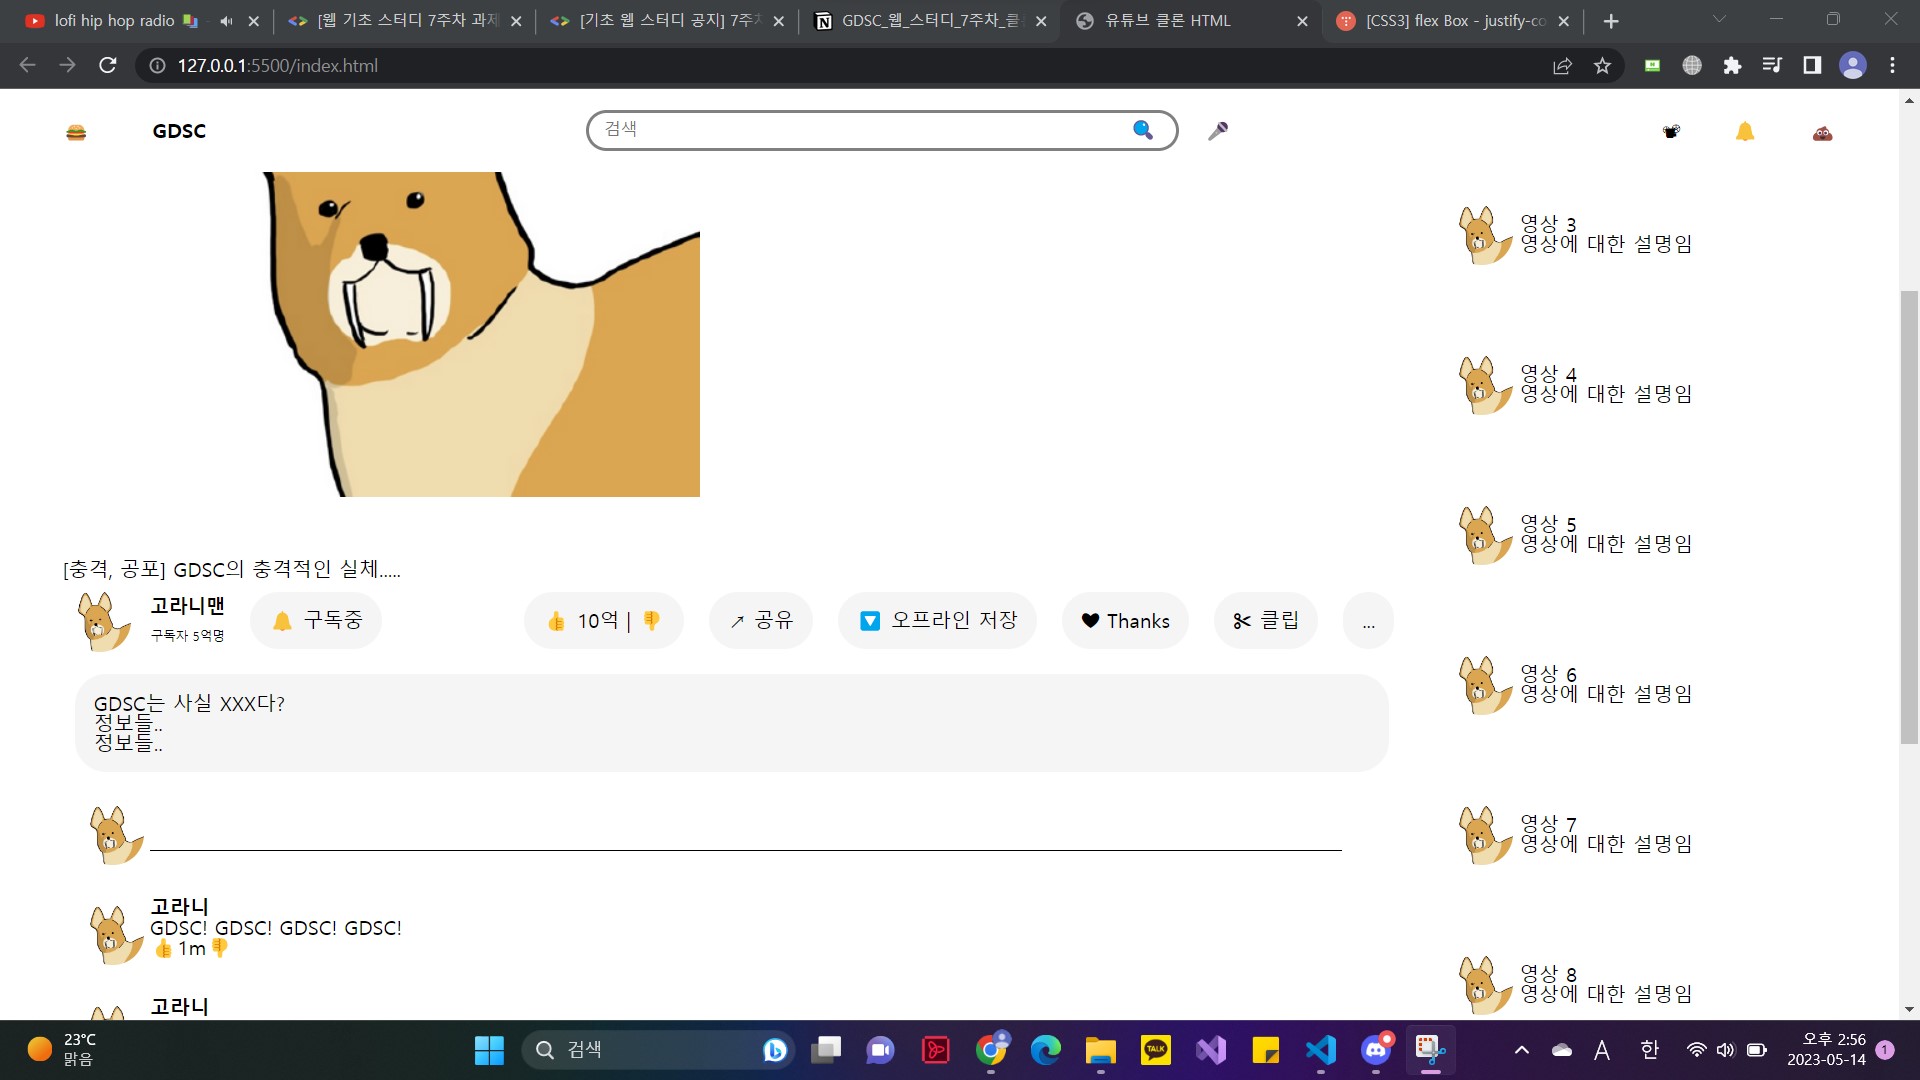 lofi hip hop radio
[웹 기초 스터디 7주차 과제
[기초 웹 스터디 공지] 7주차
GDSC_웹_스터디_7주차_클
유튜브 클론 HTML
[CSS3] flex Box - justify-co
127.0.0.1:5500/index.html
GDSC
검색
영상 3
영상에 대한 설명임
영상 4
영상에 대한 설명임
영상 5
영상에 대한 설명임
[충격, 공포] GDSC의 충격적인 실체.....
고라니맨
구독자 5억명
구독중
10억 |
공유
오프라인 저장
Thanks
클립
...
영상 6
영상에 대한 설명임
GDSC는 사실 XXX다?
정보들..
정보들..
영상 7
영상에 대한 설명임
고라니
GDSC! GDSC! GDSC! GDSC!
1m
영상 8
영상에 대한 설명임
고라니
23°C
맑음
검색
TALK
A
한
오후 2:56
2023-05-14
1